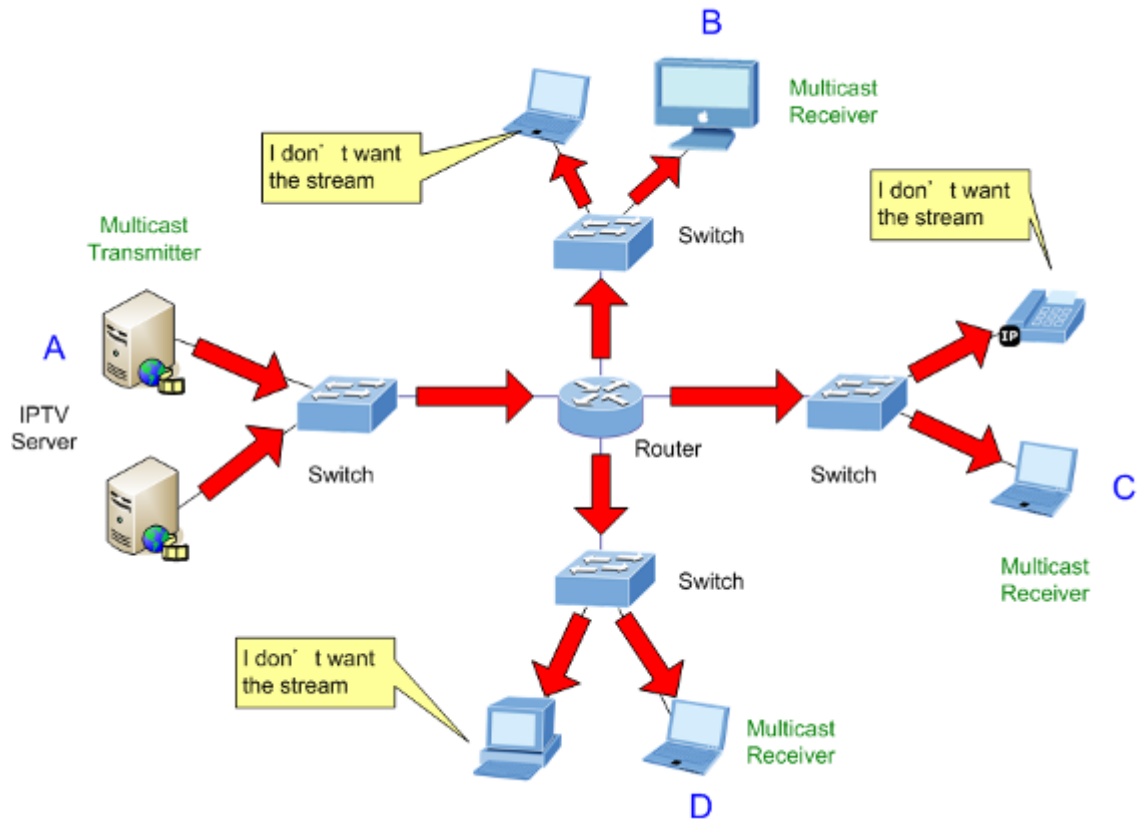 B
Multicast
Receiver
I don’t want
the stream
I don’t want
the stream
Switch
Multicast
Transmitter
A
IP
IPTV
Server
Router
Switch
Switch
C
Switch
Multicast
Receiver
I don’t want
the stream
Multicast
Receiver
D